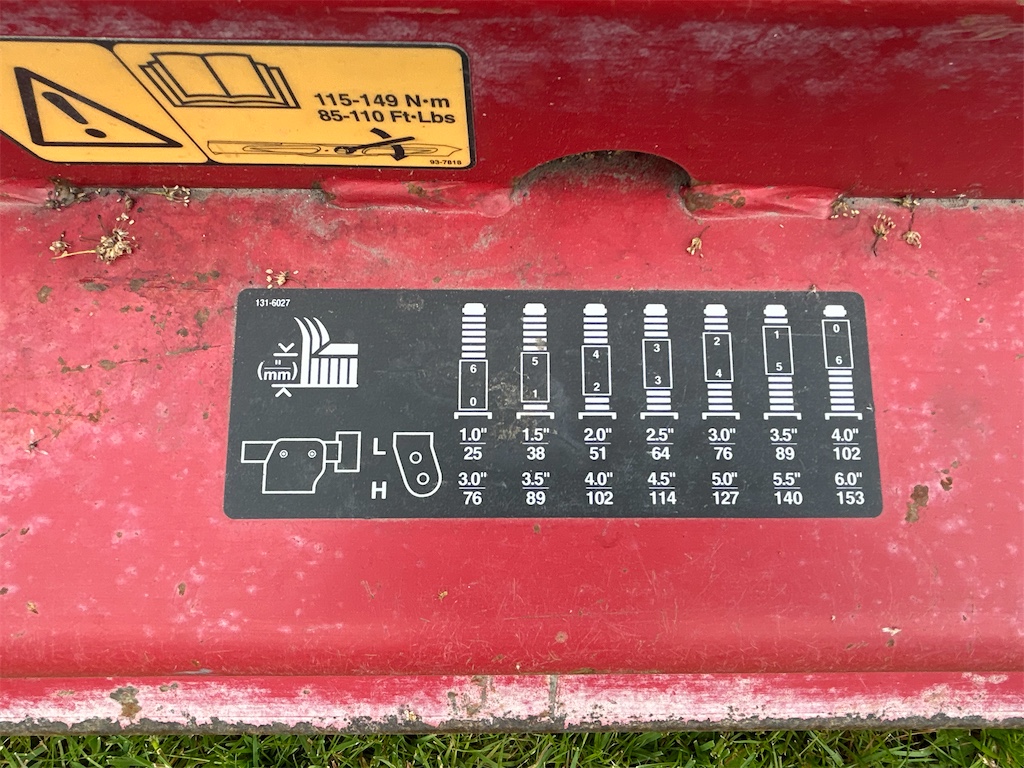 115-149 N·m
85-110 Ft·Lbs
93-7818
131-6027
6 5 4 3 2 1 0
0 1 2 3 4 5 6
"
(mm)
L 1.0" 1.5" 2.0" 2.5" 3.0" 3.5" 4.0"
25 38 51 64 76 89 102
H 3.0" 3.5" 4.0" 4.5" 5.0" 5.5" 6.0"
76 89 102 114 127 140 153